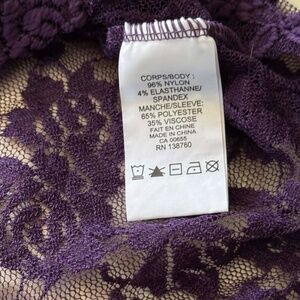 CORPS/BODY :
96% NYLON
4% ELASTHANNE/
SPANDEX
MANCHE/SLEEVE:
65% POLYESTER
35% VISCOSE
FAIT EN CHINE
MADE IN CHINA
CA 00655
RN 138760